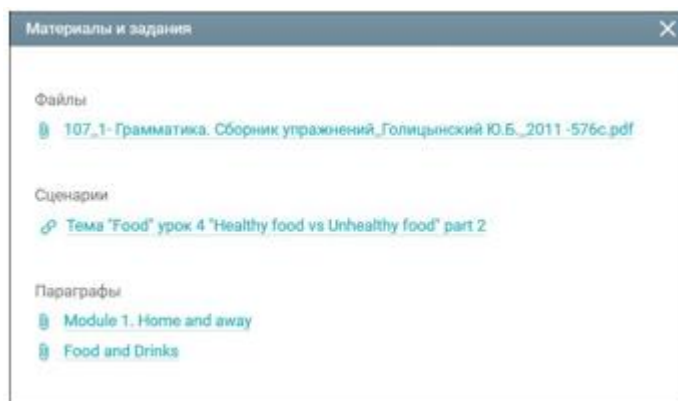 Материалы и задания
Файлы
107_1- Грамматика. Сборник упражнений_Голицынский Ю.Б._2011 -576с.pdf
Сценарии
Тема "Food" урок 4 "Healthy food vs Unhealthy food" part 2
Параграфы
Module 1. Home and away
Food and Drinks